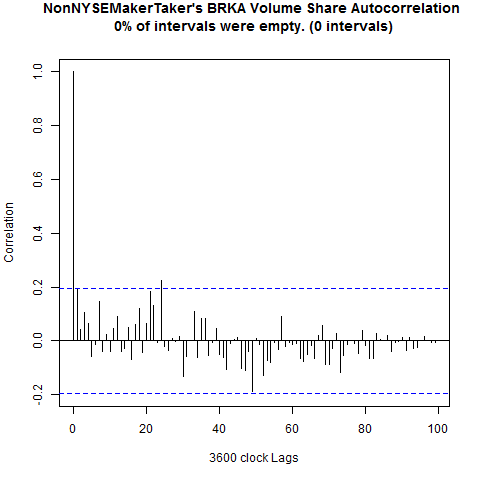 NonNYSEMakerTaker's BRKA Volume Share Autocorrelation
0% of intervals were empty. (0 intervals)
1.0
0.8
0.6
0.4
0.2
0.0
-0.2
Correlation
0 20 40 60 80 100
3600 clock Lags